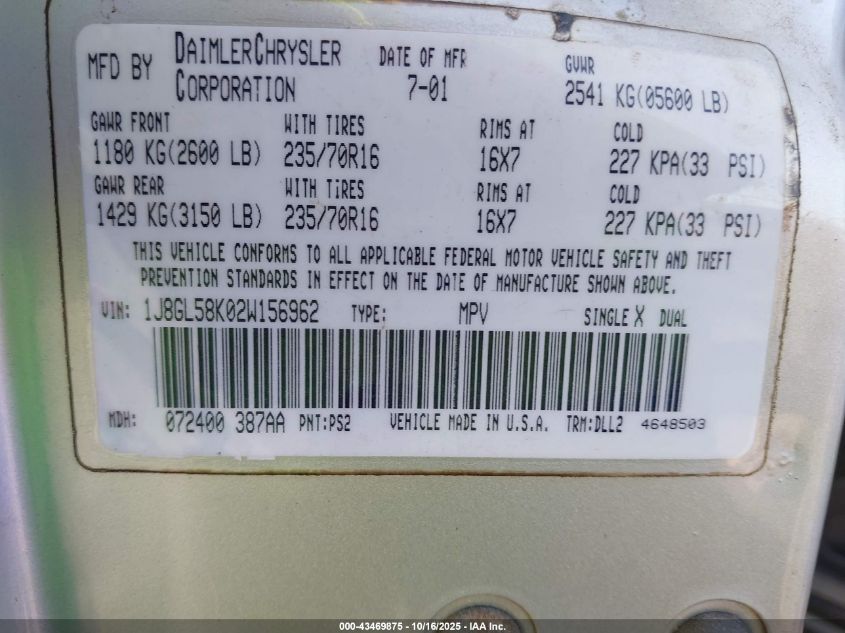 MFD BY DAIMLERCHRYSLER CORPORATION DATE OF MFR 7-01 GVWR 2541 KG(05600 LB)
GAWR FRONT WITH TIRES RIMS AT COLD
1180 KG(2600 LB) 235/70R16 16X7 227 KPA(33 PSI)
GAWR REAR WITH TIRES RIMS AT COLD
1429 KG(3150 LB) 235/70R16 16X7 227 KPA(33 PSI)
THIS VEHICLE CONFORMS TO ALL APPLICABLE FEDERAL MOTOR VEHICLE SAFETY AND THEFT
PREVENTION STANDARDS IN EFFECT ON THE DATE OF MANUFACTURE SHOWN ABOVE.
VIN: 1J8GL58K02W156962 TYPE: MPV SINGLE X DUAL
MDH: 072400 387AA PNT:PS2 VEHICLE MADE IN U.S.A. TRM:DLL2 4648503
000-43469875 - 10/16/2025 - IAA Inc.